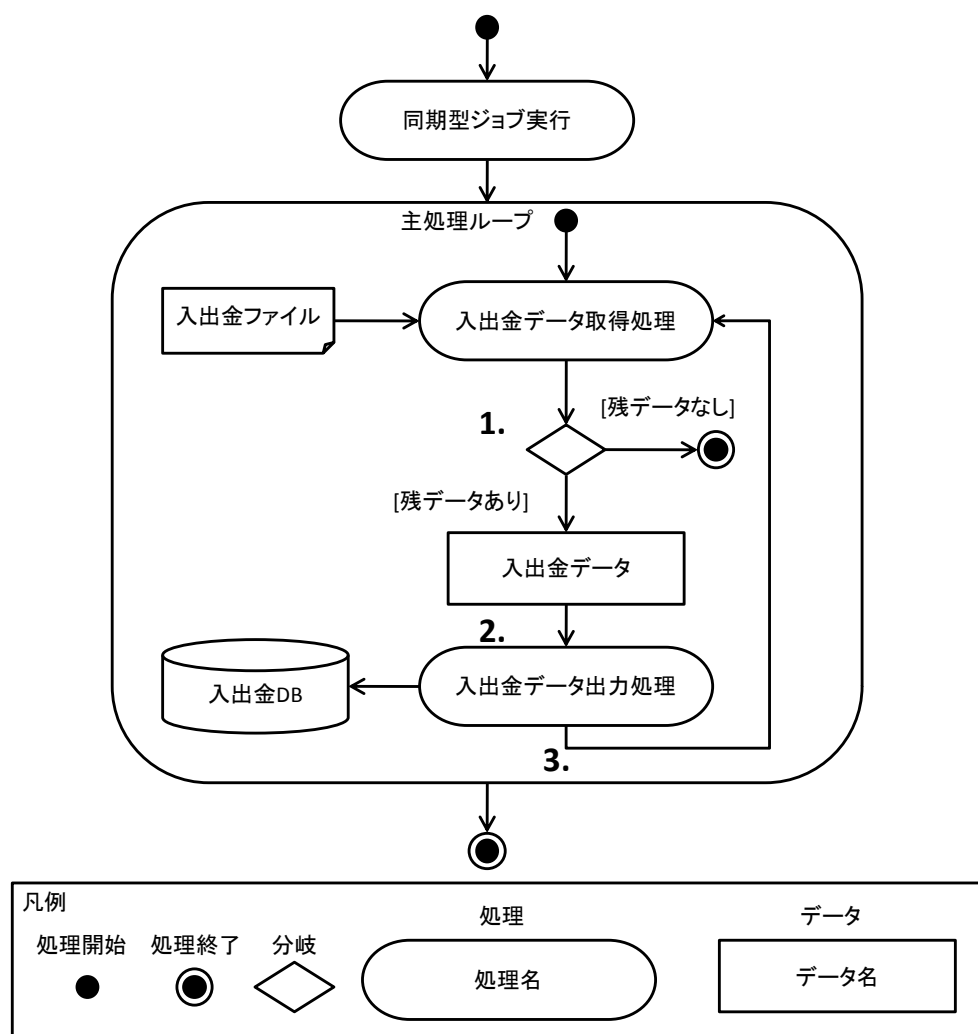 同期型ジョブ実行
主処理ループ
入出金ファイル
入出金データ取得処理
1.
[残データなし]
[残データあり]
入出金データ
2.
入出金DB
入出金データ出力処理
3.
凡例
処理開始
処理終了
分岐
処理
処理名
データ
データ名